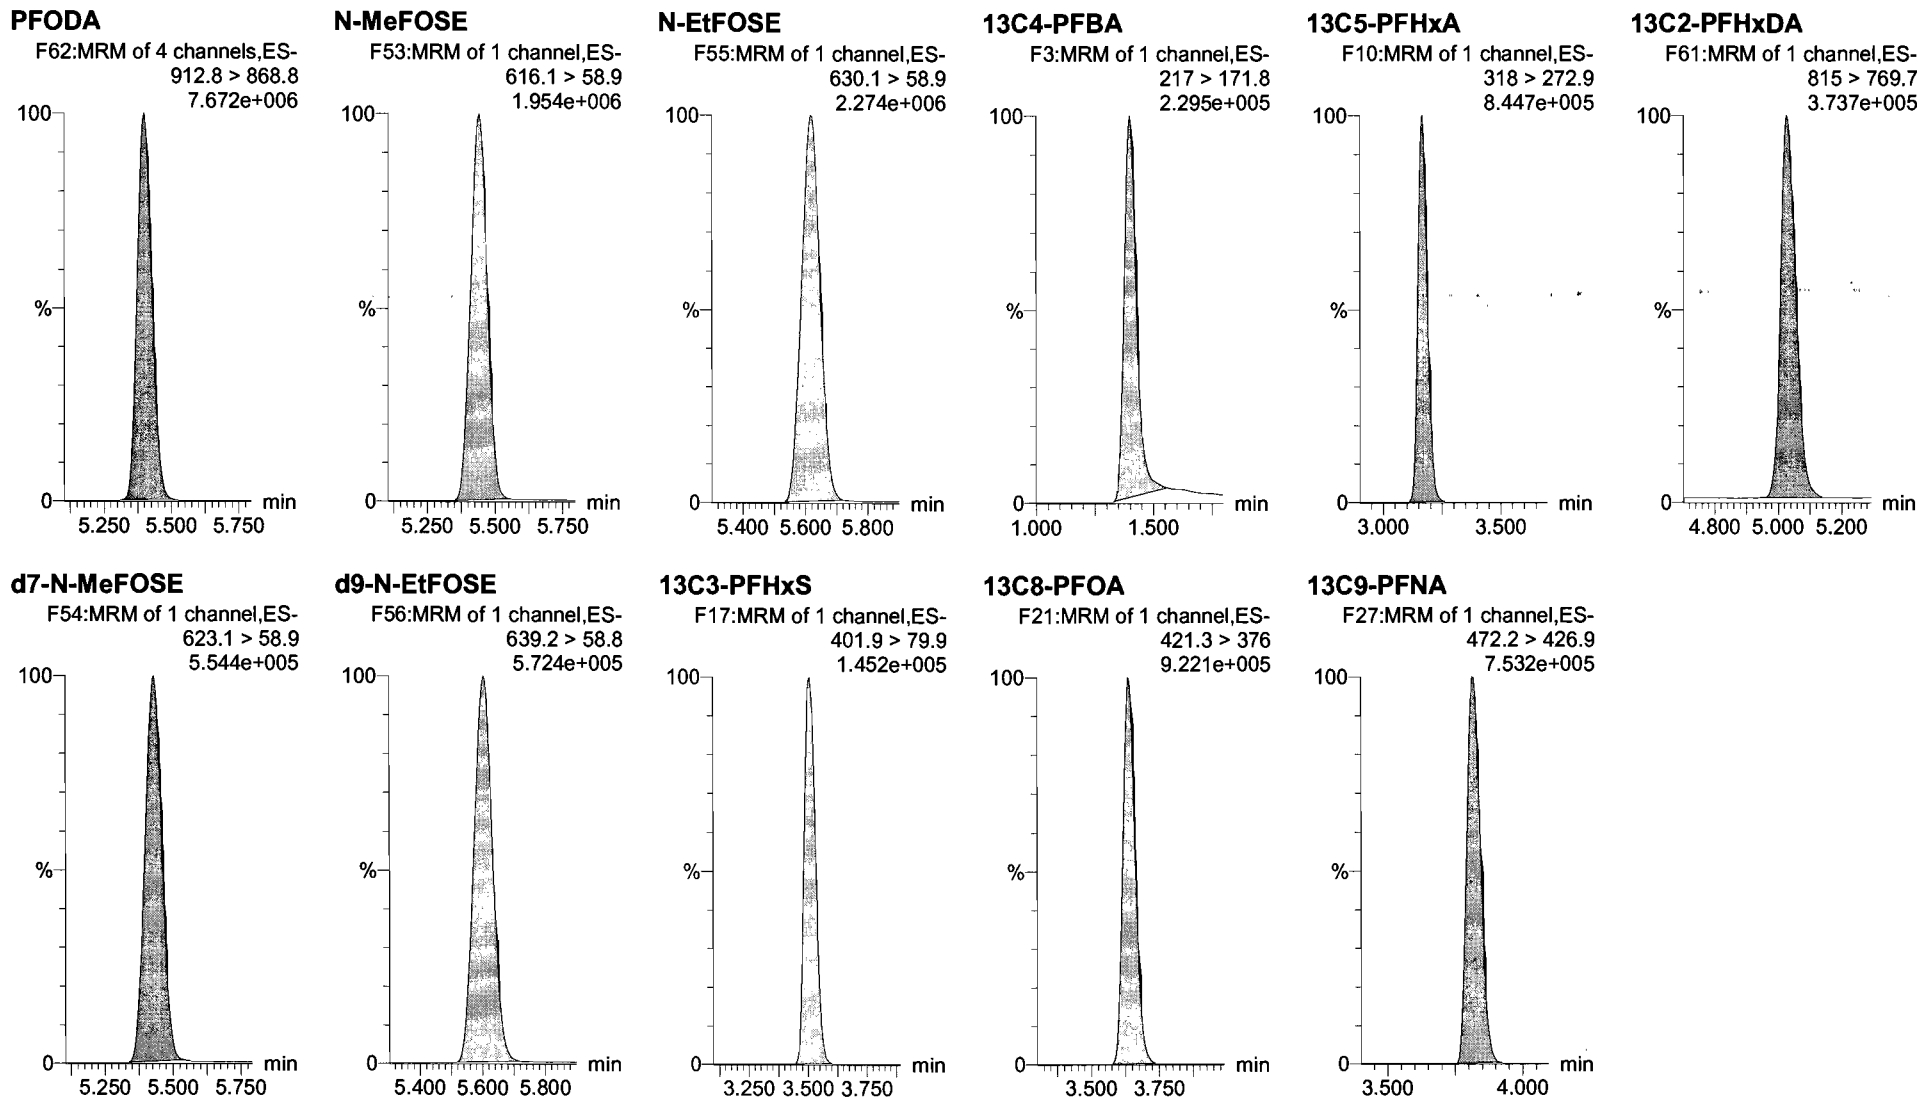 PFODA
F62:MRM of 4 channels,ES-
912.8 > 868.8
7.672e+006
100
%
0
min
5.250 5.500 5.750
N-MeFOSE
F53:MRM of 1 channel,ES-
616.1 > 58.9
1.954e+006
100
%
0
min
5.250 5.500 5.750
N-EtFOSE
F55:MRM of 1 channel,ES-
630.1 > 58.9
2.274e+006
100
%
0
min
5.400 5.600 5.800
13C4-PFBA
F3:MRM of 1 channel,ES-
217 > 171.8
2.295e+005
100
%
0
min
1.000 1.500
13C5-PFHxA
F10:MRM of 1 channel,ES-
318 > 272.9
8.447e+005
100
%
0
min
3.000 3.500
13C2-PFHxDA
F61:MRM of 1 channel,ES-
815 > 769.7
3.737e+005
100
%
0
min
4.800 5.000 5.200
d7-N-MeFOSE
F54:MRM of 1 channel,ES-
623.1 > 58.9
5.544e+005
100
%
0
min
5.250 5.500 5.750
d9-N-EtFOSE
F56:MRM of 1 channel,ES-
639.2 > 58.8
5.724e+005
100
%
0
min
5.400 5.600 5.800
13C3-PFHxS
F17:MRM of 1 channel,ES-
401.9 > 79.9
1.452e+005
100
%
0
min
3.250 3.500 3.750
13C8-PFOA
F21:MRM of 1 channel,ES-
421.3 > 376
9.221e+005
100
%
0
min
3.500 3.750
13C9-PFNA
F27:MRM of 1 channel,ES-
472.2 > 426.9
7.532e+005
100
%
0
min
3.500 4.000